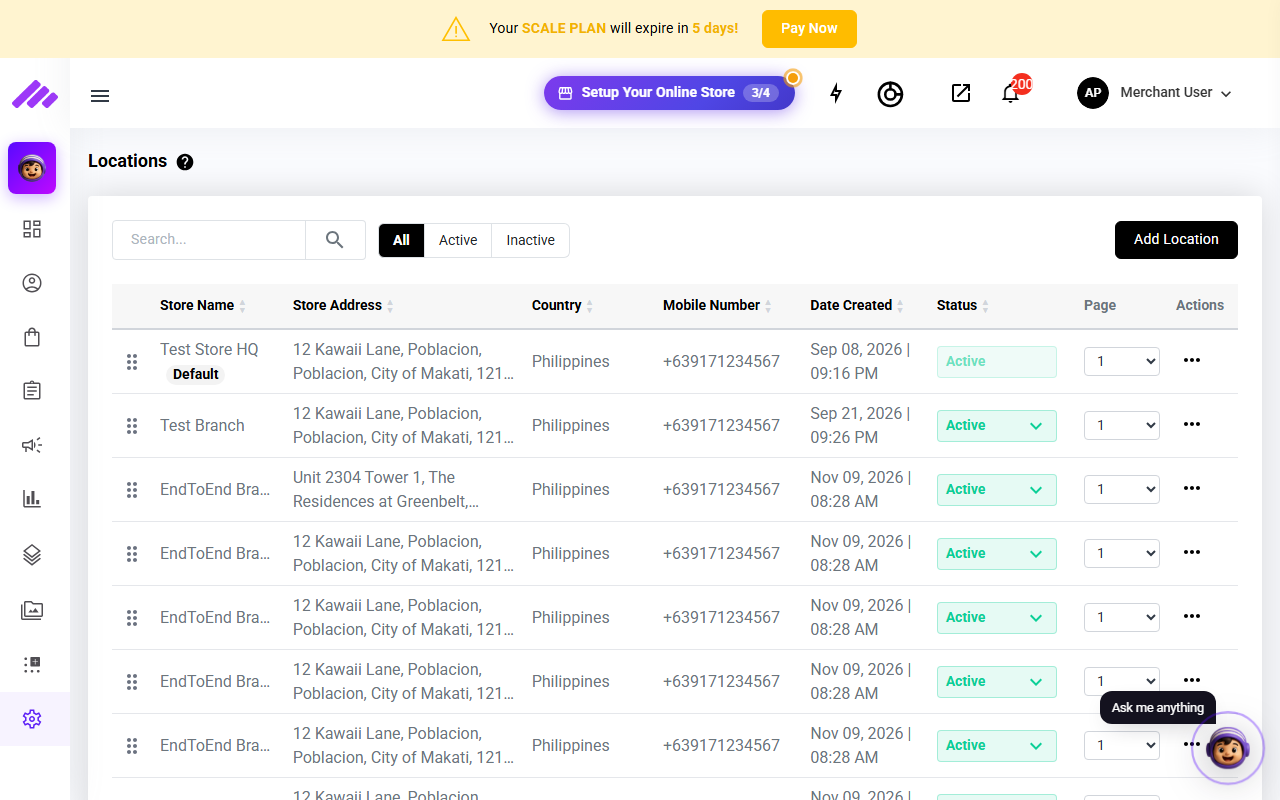 Your SCALE PLAN will expire in 5 days! Pay Now
Setup Your Online Store 3/4
200
AP Merchant User
Locations ?
Search... All Active Inactive Add Location
Store Name Store Address Country Mobile Number Date Created Status Page Actions
Test Store HQ Default 12 Kawaii Lane, Poblacion, Poblacion, City of Makati, 121... Philippines +639171234567 Sep 08, 2026 | 09:16 PM Active 1
Test Branch 12 Kawaii Lane, Poblacion, Poblacion, City of Makati, 121... Philippines +639171234567 Sep 21, 2026 | 09:26 PM Active 1
EndToEnd Bra... Unit 2304 Tower 1, The Residences at Greenbelt,... Philippines +639171234567 Nov 09, 2026 | 08:28 AM Active 1
EndToEnd Bra... 12 Kawaii Lane, Poblacion, Poblacion, City of Makati, 121... Philippines +639171234567 Nov 09, 2026 | 08:28 AM Active 1
EndToEnd Bra... 12 Kawaii Lane, Poblacion, Poblacion, City of Makati, 121... Philippines +639171234567 Nov 09, 2026 | 08:28 AM Active 1
EndToEnd Bra... 12 Kawaii Lane, Poblacion, Poblacion, City of Makati, 121... Philippines +639171234567 Nov 09, 2026 | 08:28 AM Active 1
Ask me anything
EndToEnd Bra... 12 Kawaii Lane, Poblacion, Poblacion, City of Makati, 121... Philippines +639171234567 Nov 09, 2026 | 08:28 AM Active 1
12 Kawaii Lane, Poblacion, Nov 09, 2026 |